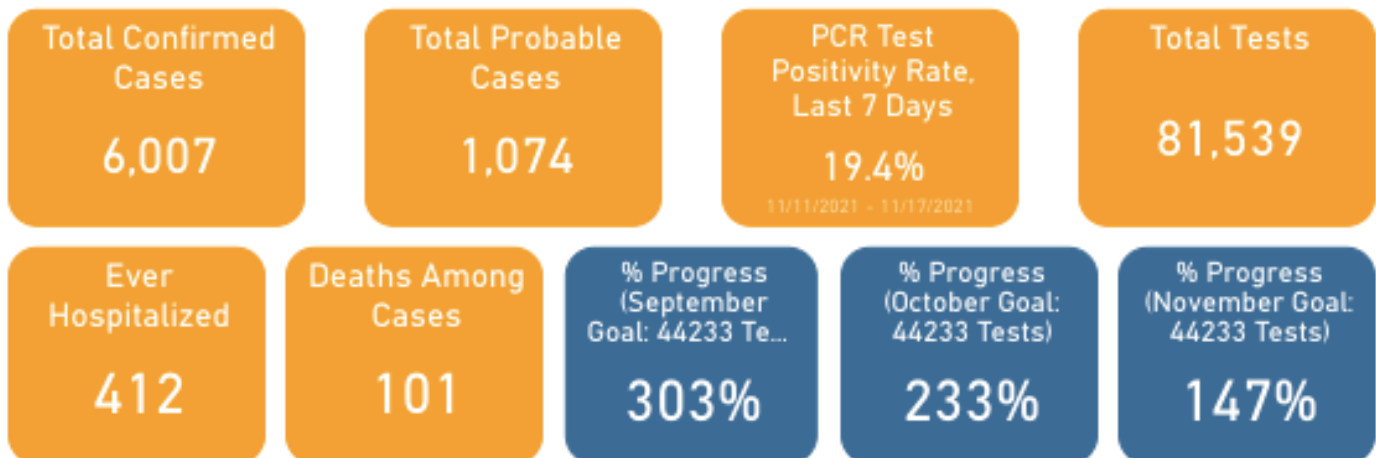 Total Confirmed
Cases
6,007
Total Probable
Cases
1,074
PCR Test
Positivity Rate,
Last 7 Days
19.4%
11/11/2021 - 11/17/2021
Total Tests
81,539
Ever
Hospitalized
412
Deaths Among
Cases
101
% Progress
(September
Goal: 44233 Te...
303%
% Progress
(October Goal:
44233 Tests)
233%
% Progress
(November Goal:
44233 Tests)
147%